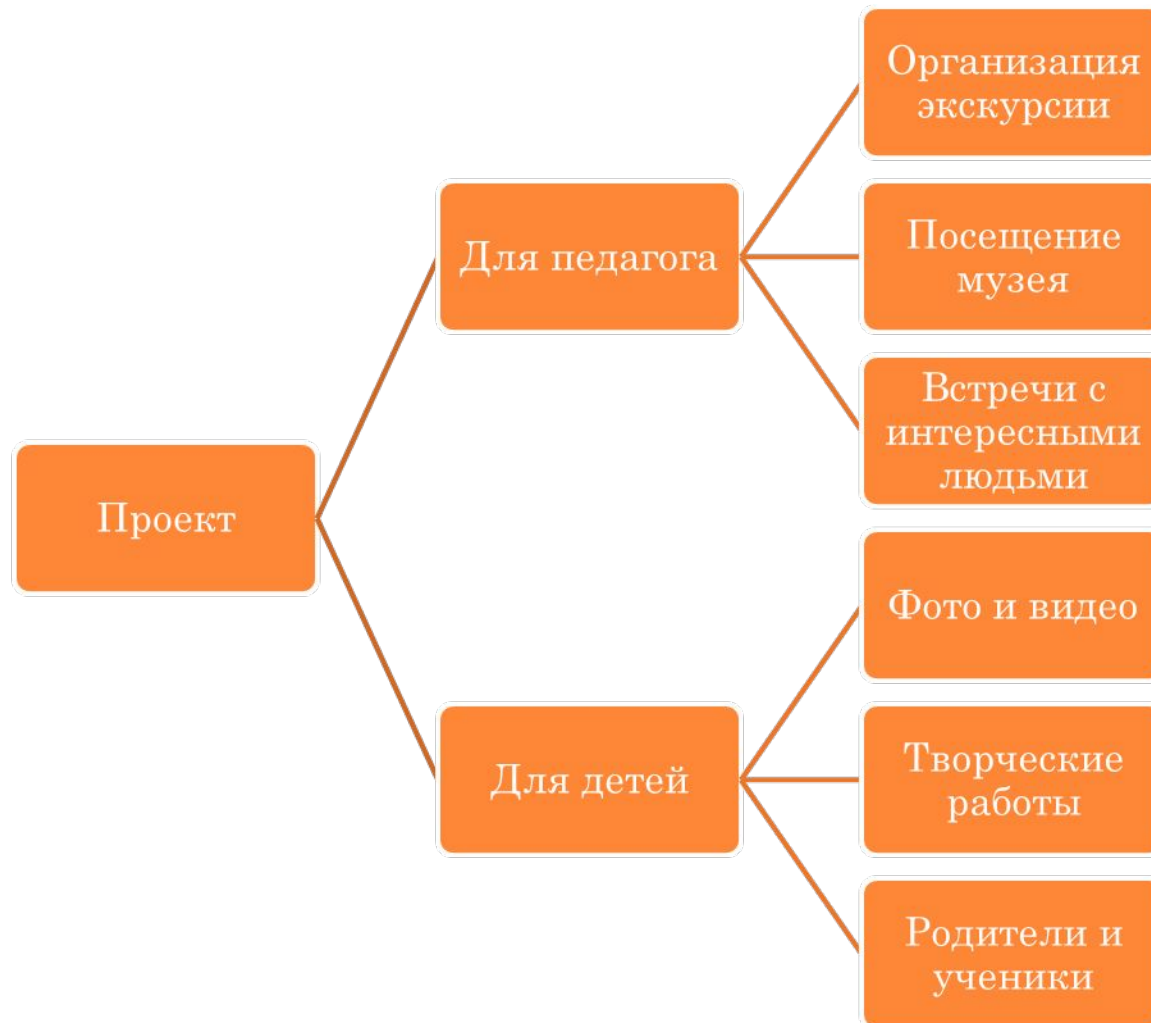 Проект
Для педагога
Организация
экскурсии
Посещение
музея
Встречи с
интересными
людьми
Для детей
Фото и видео
Творческие
работы
Родители и
ученики